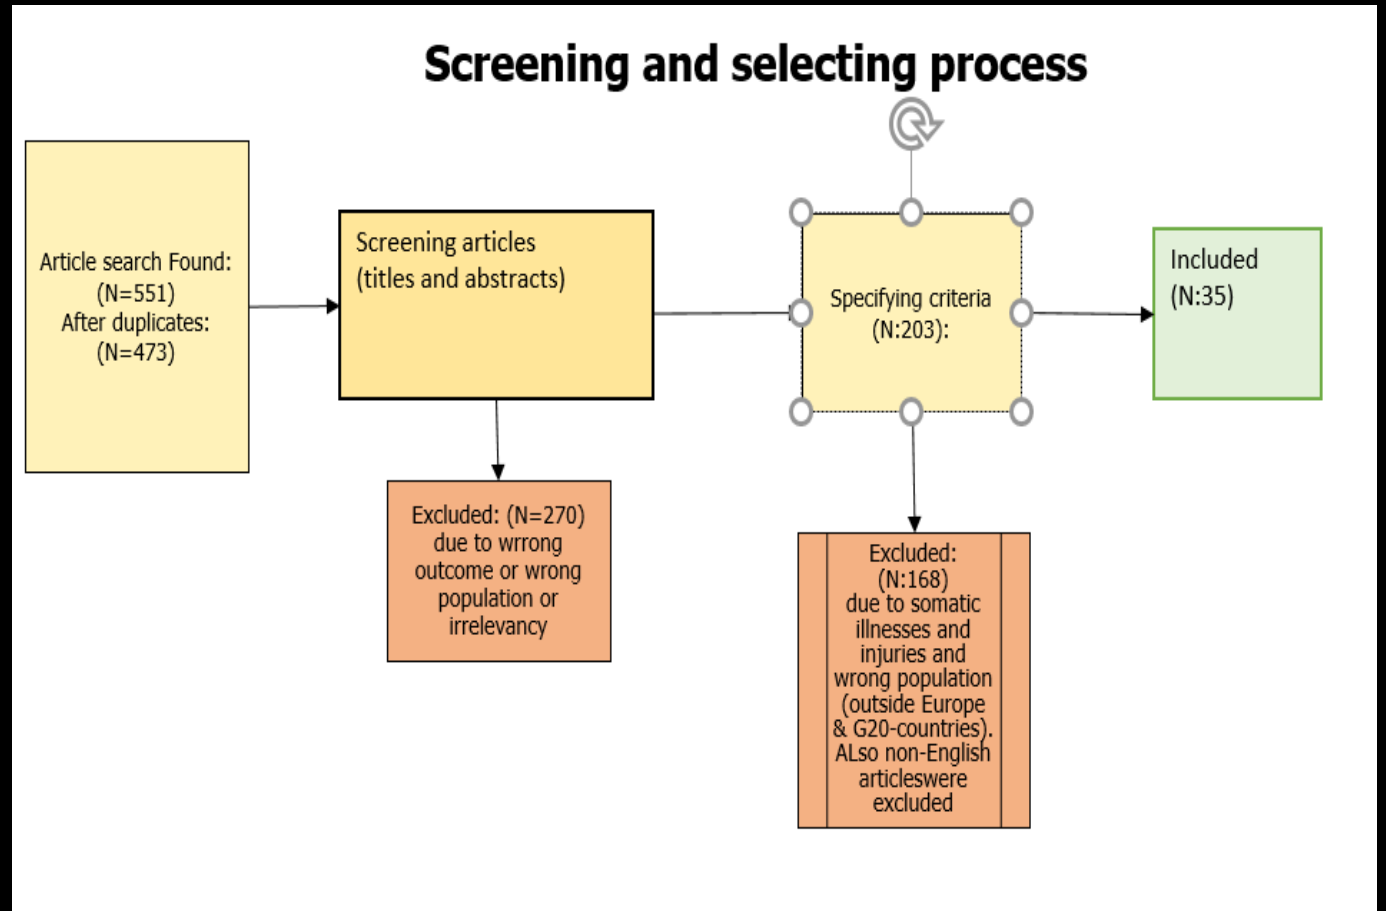 Screening and selecting process
Article search Found:
(N=551)
After duplicates:
(N=473)
Screening articles
(titles and abstracts)
Specifying criteria
(N:203):
Included
(N:35)
Excluded: (N=270)
due to wrrong
outcome or wrong
population or
irrelevancy
Excluded:
(N:168)
due to somatic
illnesses and
injuries and
wrong population
(outside Europe
& G20-countries).
ALso non-English
articleswere
excluded